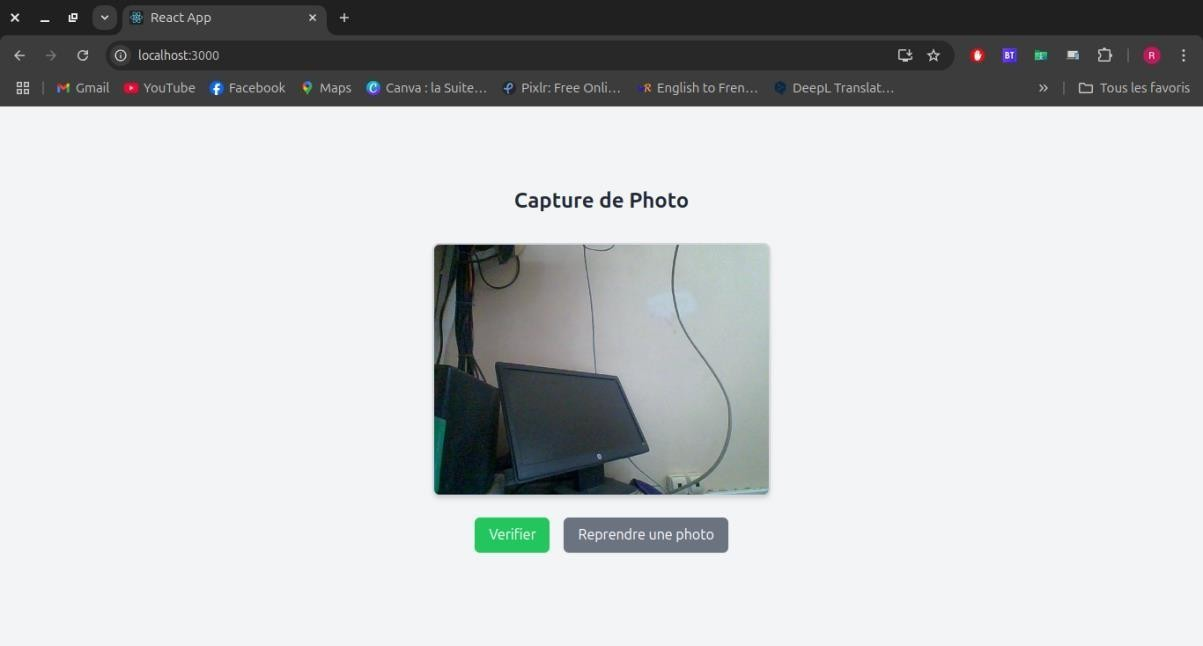 React App
localhost:3000
BT
R
Gmail
YouTube
Facebook
Maps
Canva : la Suite...
Pixlr: Free Onli...
English to Fren...
DeepL Translat...
Tous les favoris
Capture de Photo
Verifier
Reprendre une photo